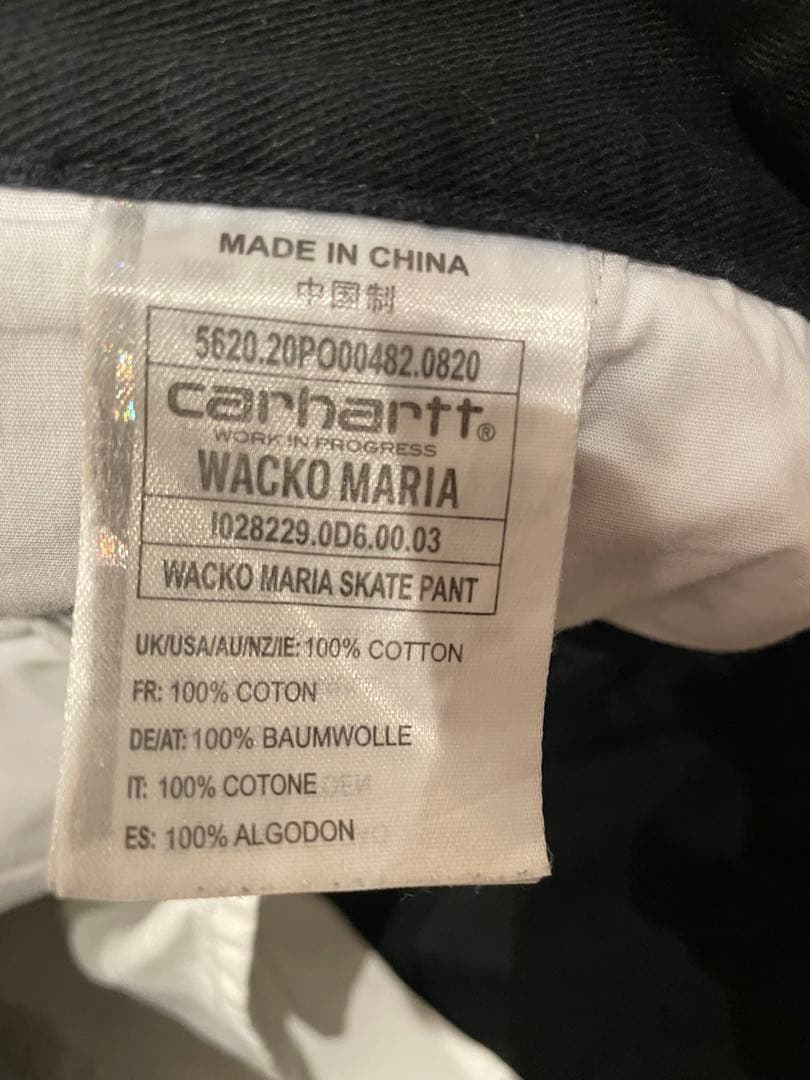 MADE IN CHINA
中国制
5620.20PO00482.0820
carhartt®
WORK IN PROGRESS
WACKO MARIA
I028229.0D6.00.03
WACKO MARIA SKATE PANT
UK/USA/AU/NZ/IE: 100% COTTON
FR: 100% COTON
DE/AT: 100% BAUMWOLLE
IT: 100% COTONE
ES: 100% ALGODON